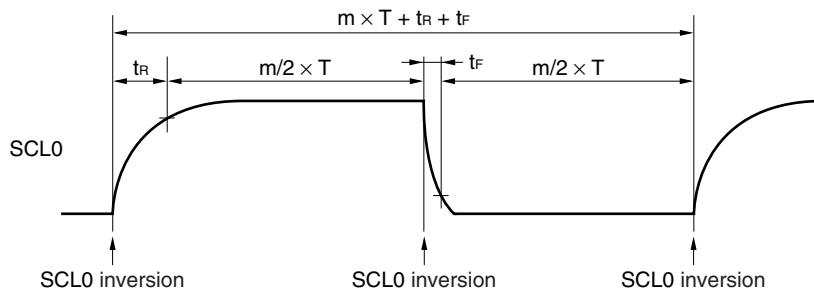 m × T + tR + tF
tR
m/2 × T
tF
m/2 × T
SCL0
SCL0 inversion
SCL0 inversion
SCL0 inversion